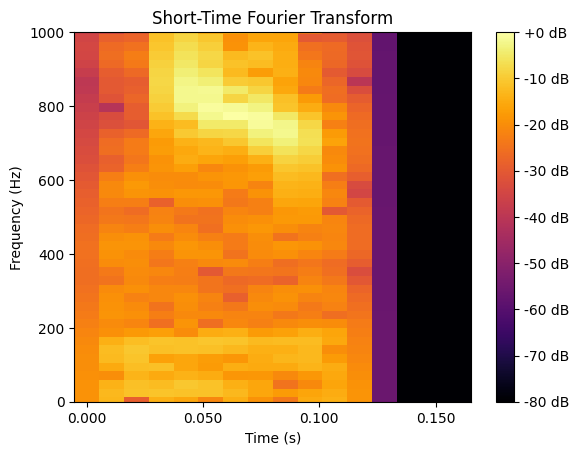 Short-Time Fourier Transform
Frequency (Hz)
1000
800
600
400
200
0
0.000
0.050
0.100
0.150
Time (s)
+0 dB
-10 dB
-20 dB
-30 dB
-40 dB
-50 dB
-60 dB
-70 dB
-80 dB